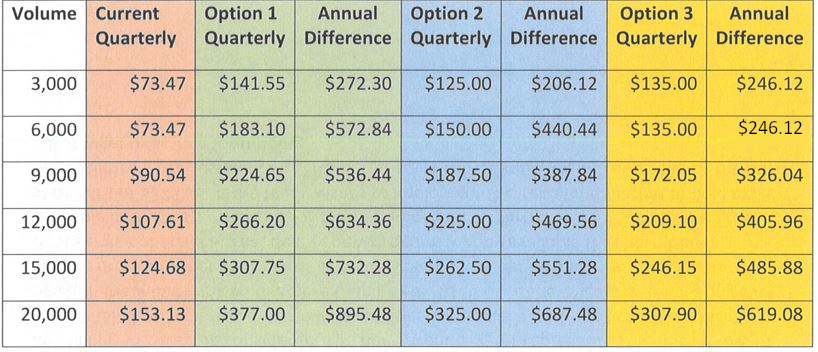 Volume Current Quarterly Option 1 Quarterly Annual Difference Option 2 Quarterly Annual Difference Option 3 Quarterly Annual Difference
3,000 $73.47 $141.55 $272.30 $125.00 $206.12 $135.00 $246.12
6,000 $73.47 $183.10 $572.84 $150.00 $440.44 $135.00 $246.12
9,000 $90.54 $224.65 $536.44 $187.50 $387.84 $172.05 $326.04
12,000 $107.61 $266.20 $634.36 $225.00 $469.56 $209.10 $405.96
15,000 $124.68 $307.75 $732.28 $262.50 $551.28 $246.15 $485.88
20,000 $153.13 $377.00 $895.48 $325.00 $687.48 $307.90 $619.08